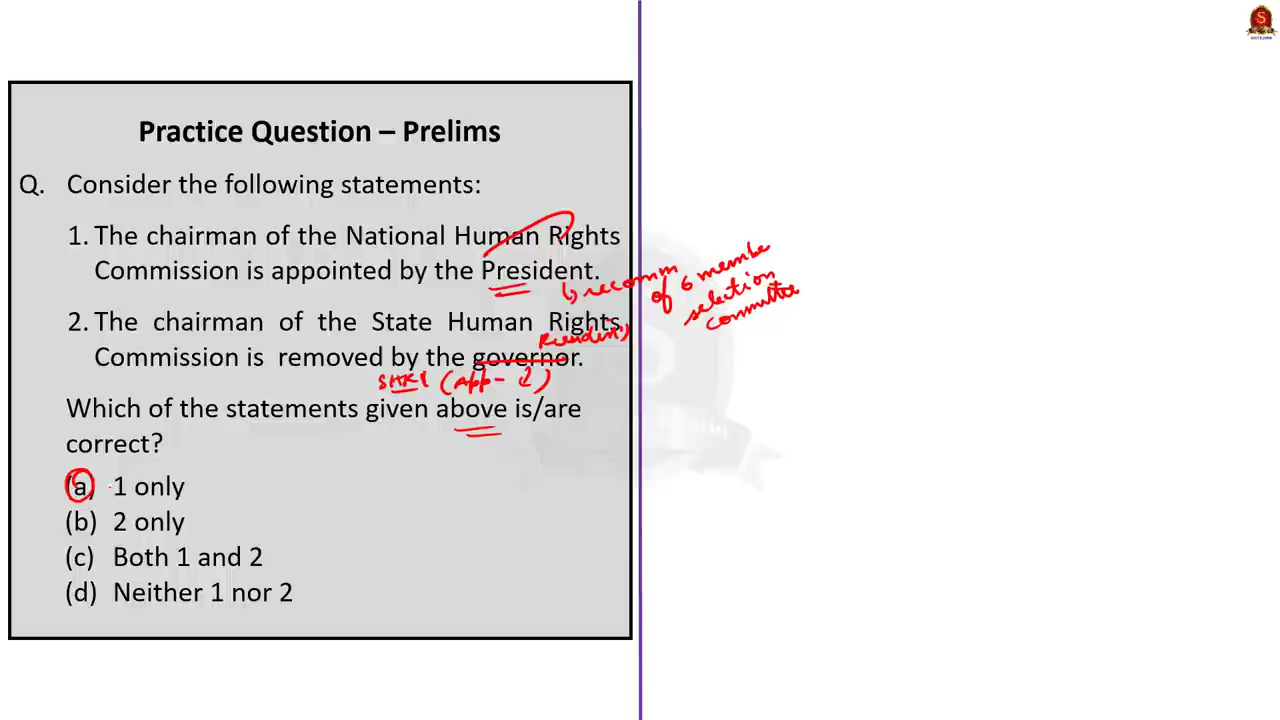 Practice Question – Prelims
Q. Consider the following statements:
1. The chairman of the National Human Rights
Commission is appointed by the President.
↳ recomm of 6 membe
selection
committee
2. The chairman of the State Human Rights
Commission is removed by the governor.
SHRC (App - 2)
Which of the statements given above is/are
correct?
(a) 1 only
(b) 2 only
(c) Both 1 and 2
(d) Neither 1 nor 2